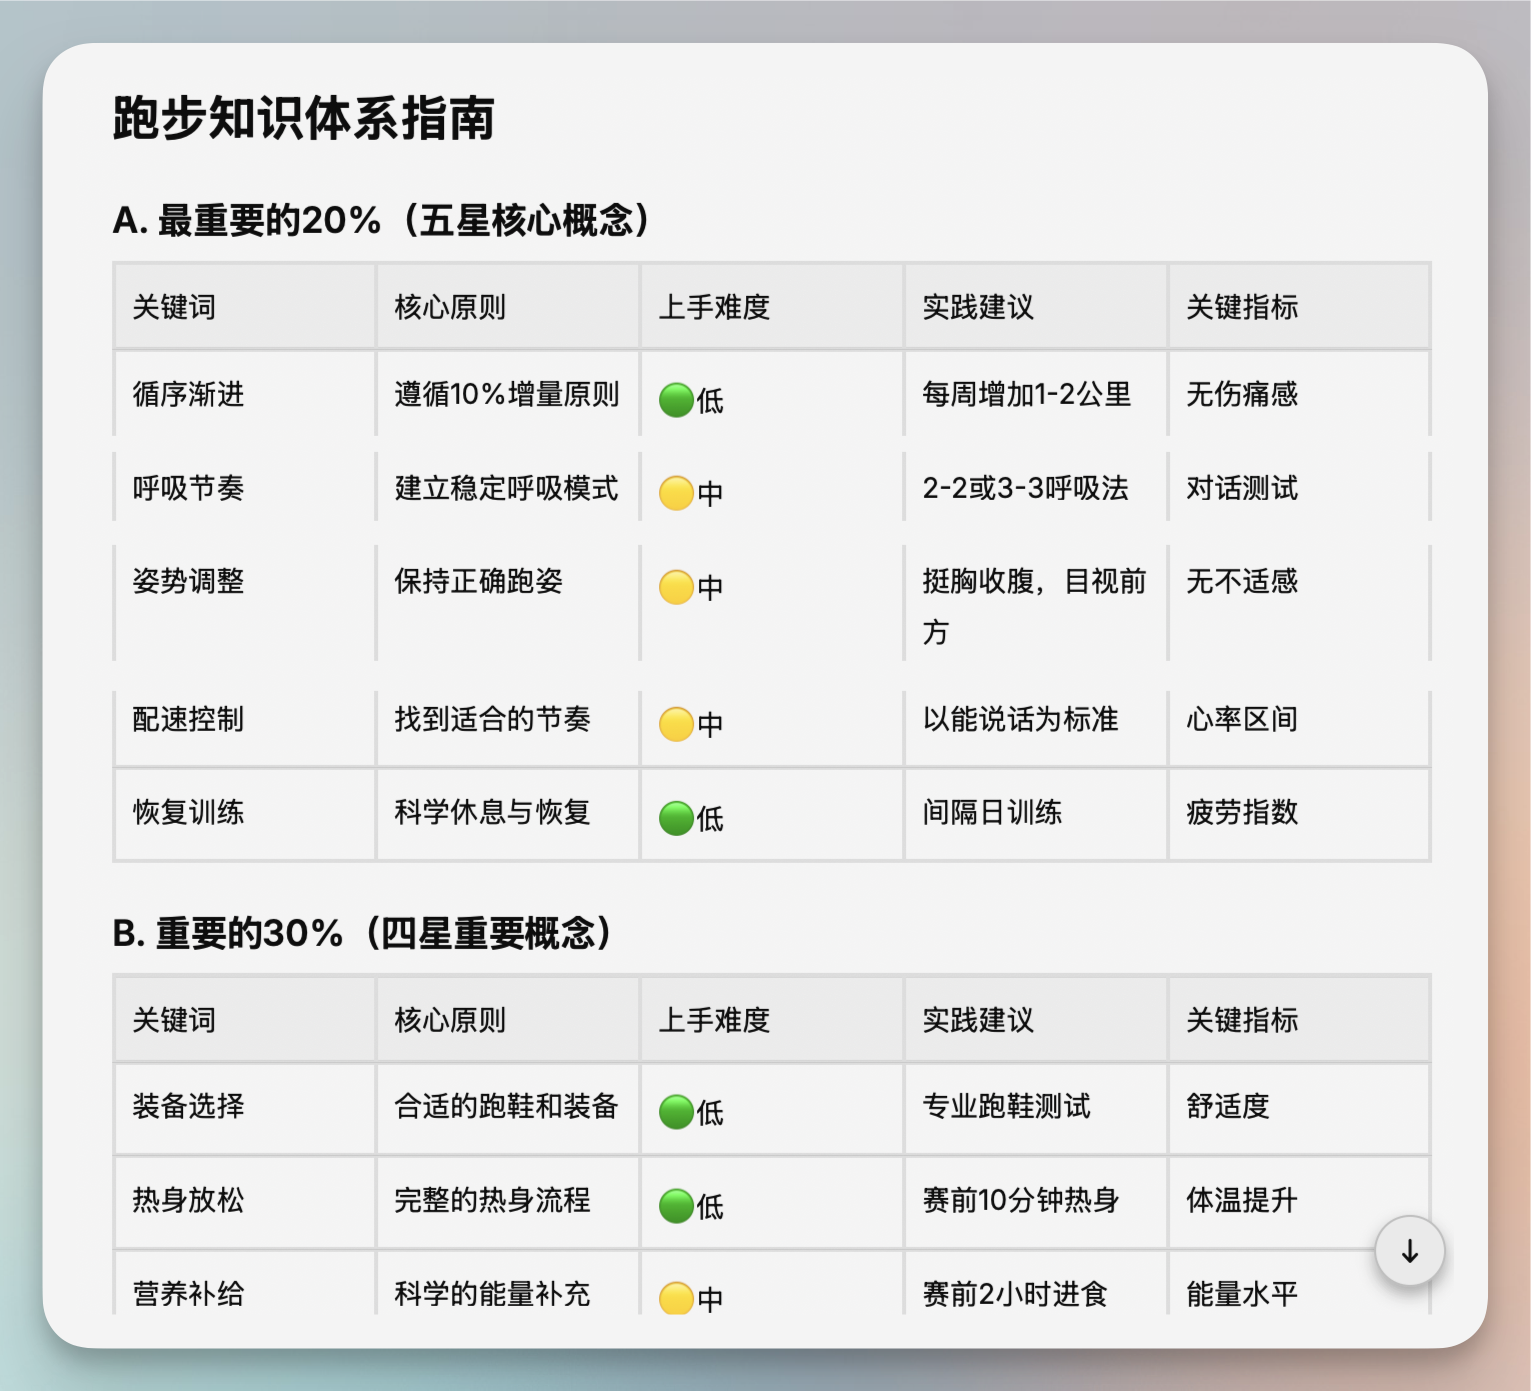 跑步知识体系指南
A. 最重要的20%（五星核心概念）
关键词 核心原则 上手难度 实践建议 关键指标
循序渐进 遵循10%增量原则 🟢低 每周增加1-2公里 无伤痛感
呼吸节奏 建立稳定呼吸模式 🟡中 2-2或3-3呼吸法 对话测试
姿势调整 保持正确跑姿 🟡中 挺胸收腹，目视前 无不适感
方
配速控制 找到适合的节奏 🟡中 以能说话为标准 心率区间
恢复训练 科学休息与恢复 🟢低 间隔日训练 疲劳指数
B. 重要的30%（四星重要概念）
关键词 核心原则 上手难度 实践建议 关键指标
装备选择 合适的跑鞋和装备 🟢低 专业跑鞋测试 舒适度
热身放松 完整的热身流程 🟢低 赛前10分钟热身 体温提升
营养补给 科学的能量补充 🟡中 赛前2小时进食 能量水平